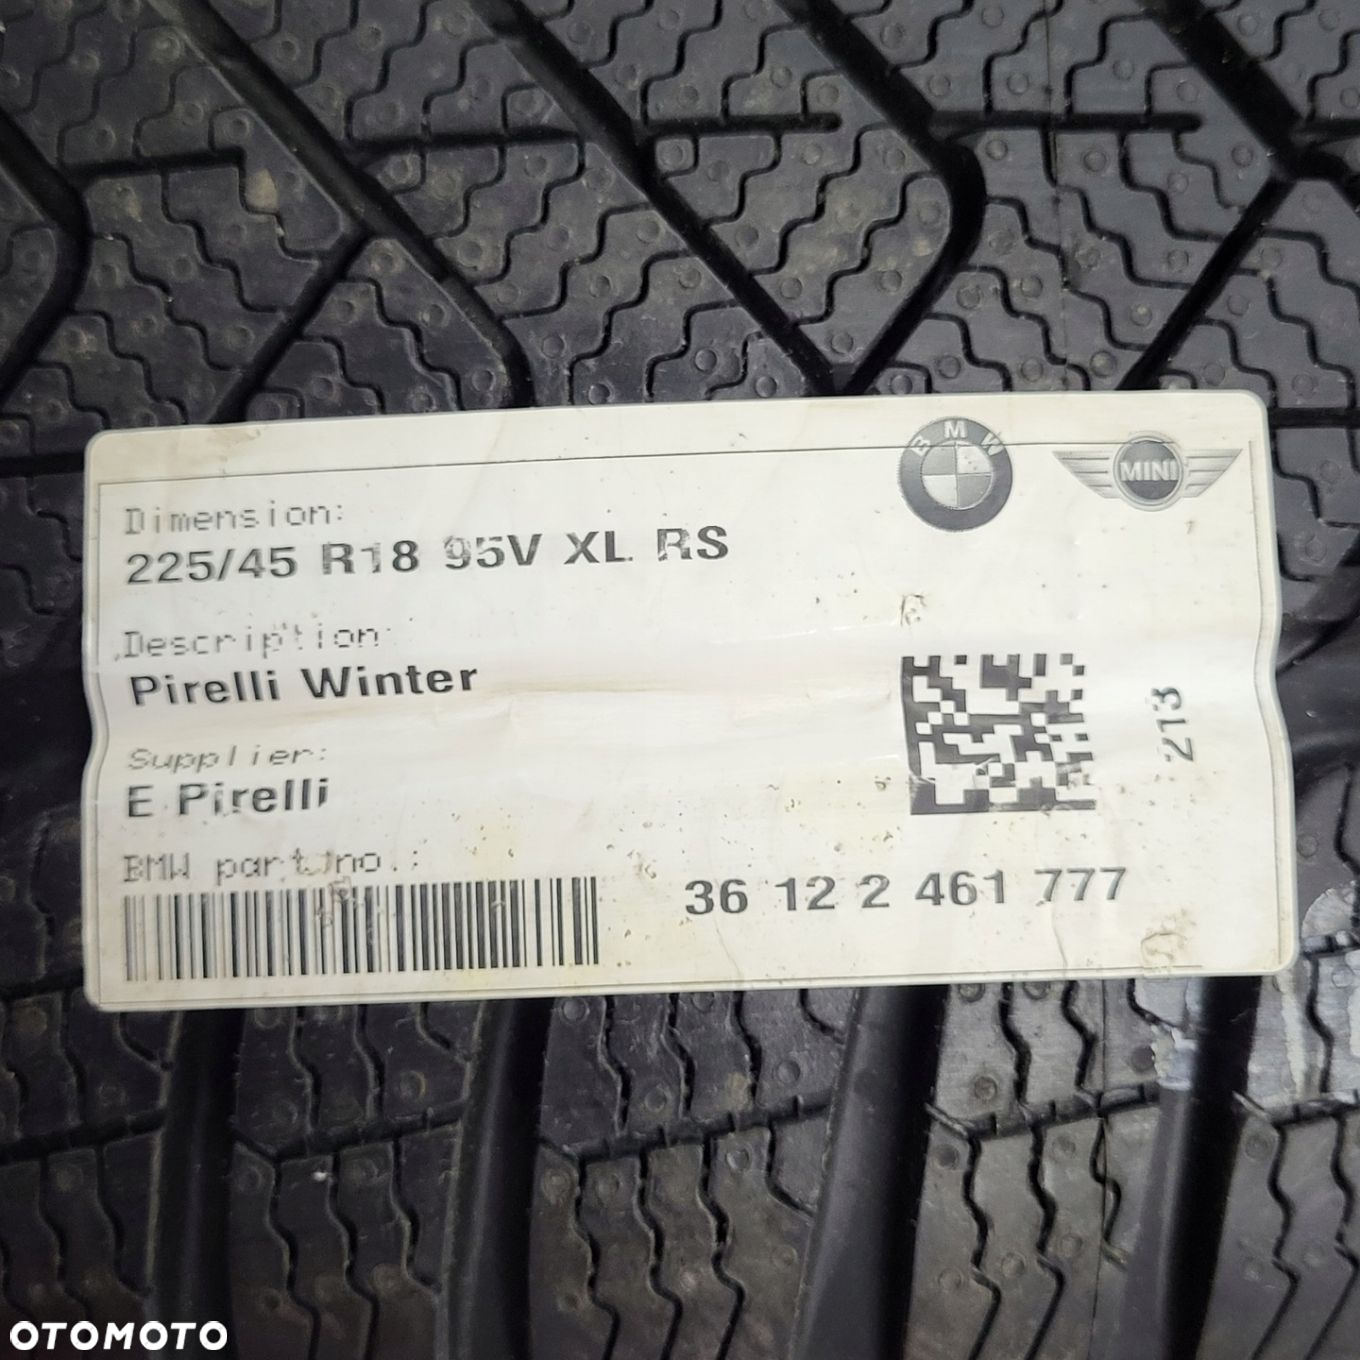 BMW
MINI
Dimension:
225/45 R18 95V XL RS
Description:
Pirelli Winter
Supplier:
E Pirelli
213
BMW part no.:
36 12 2 461 777
OTOMOTO